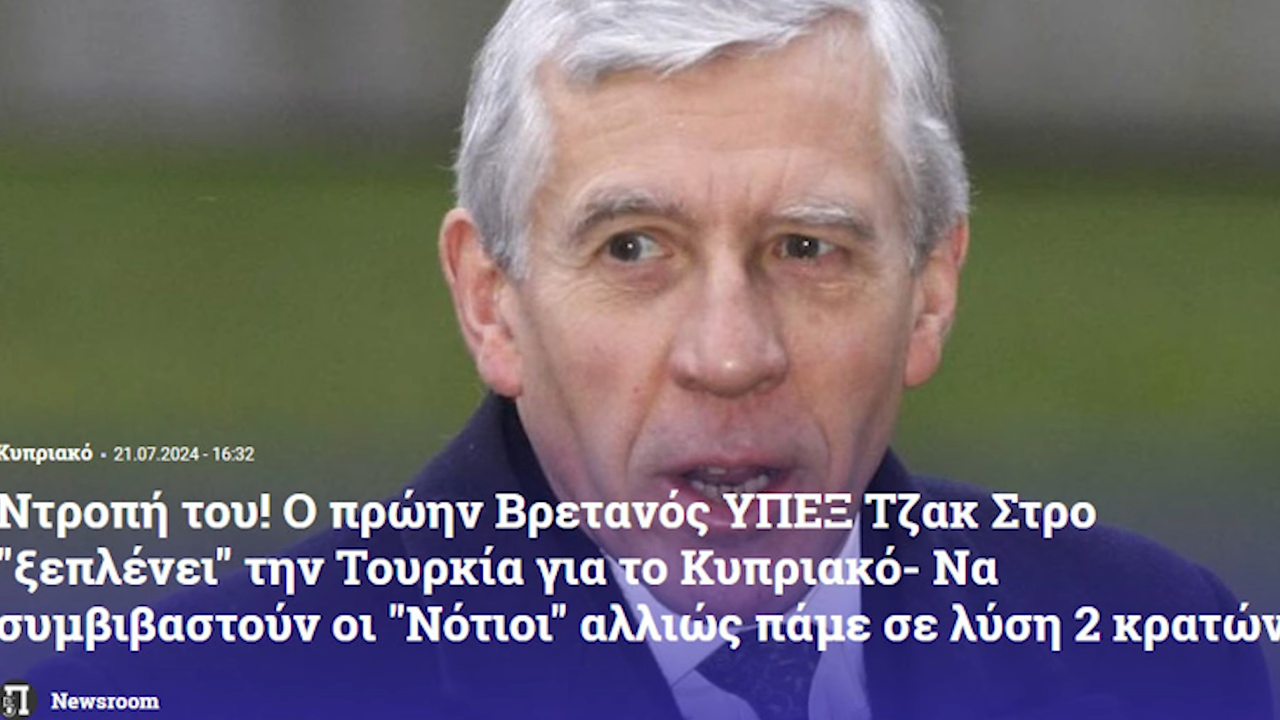 Κυπριακό • 21.07.2024 - 16:32
Ντροπή του! Ο πρώην Βρετανός ΥΠΕΞ Τζακ Στρο
"ξεπλένει" την Τουρκία για το Κυπριακό- Να
συμβιβαστούν οι "Νότιοι" αλλιώς πάμε σε λύση 2 κρατών
Newsroom